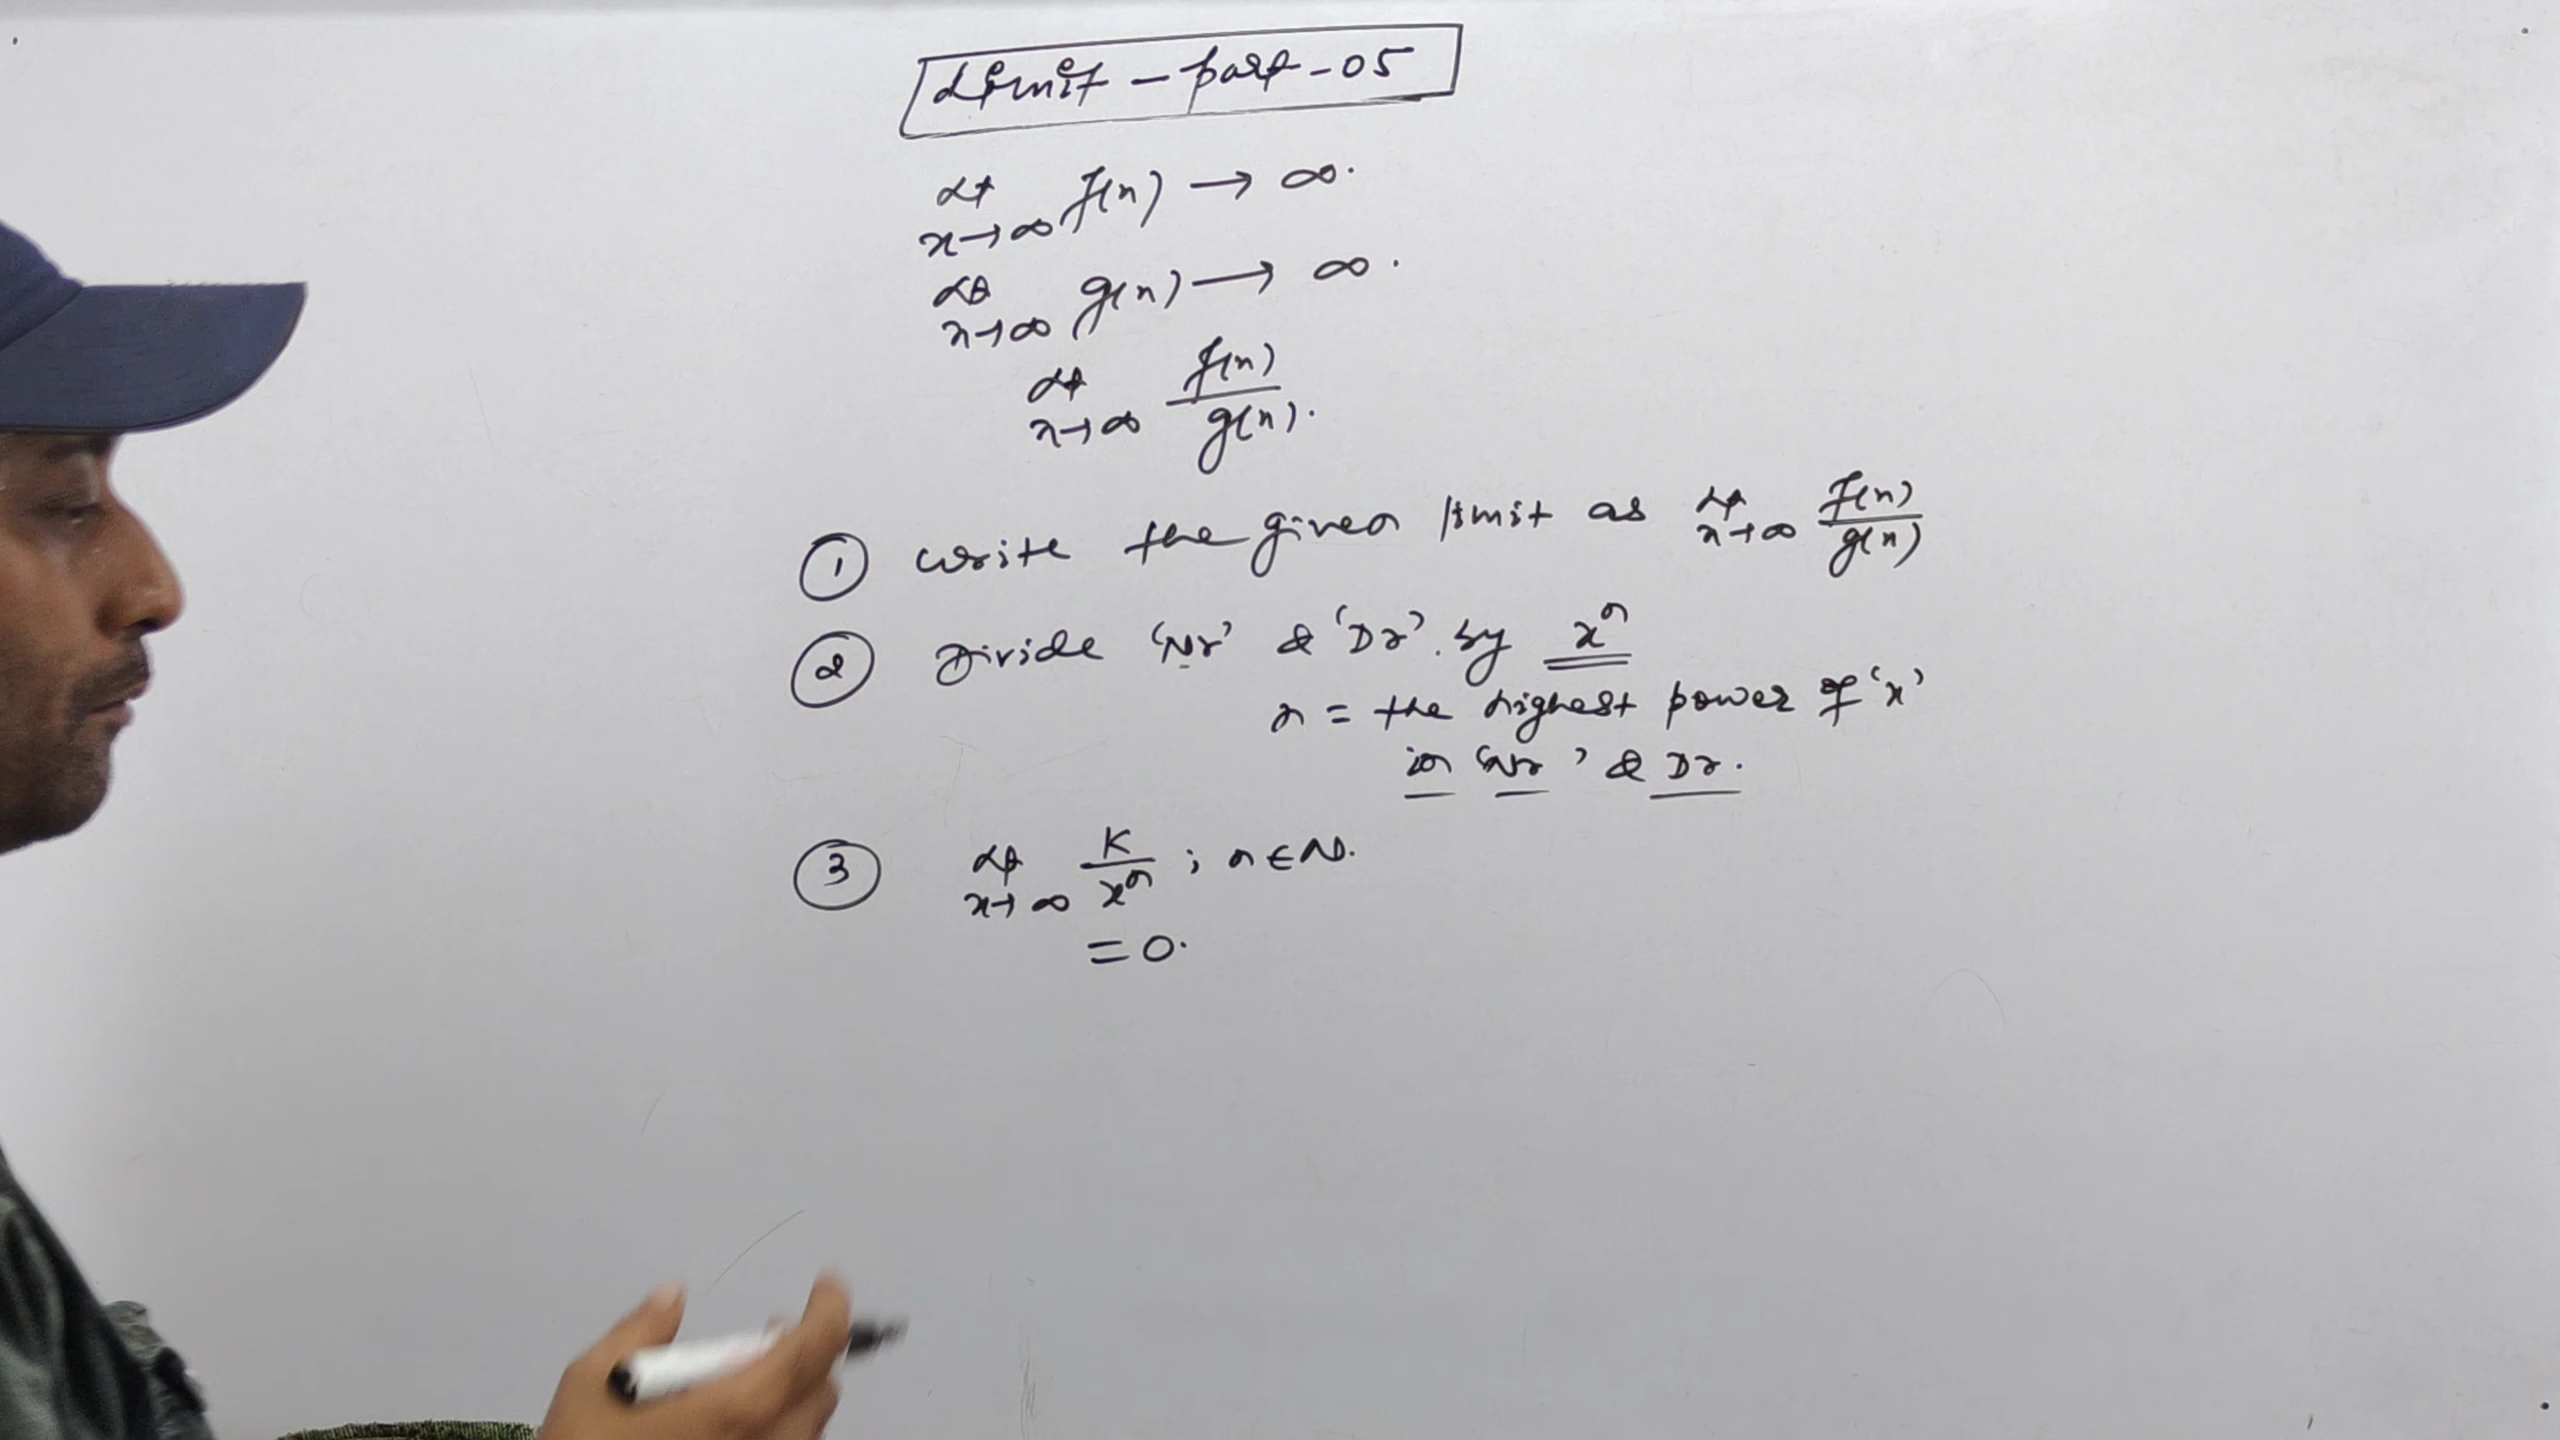 Limit - part - 05
Lt x→∞ f(x) → ∞.
Lt x→∞ g(x) → ∞.
Lt x→∞ f(x)/g(x).
① Write the given limit as Lt x→∞ f(x)/g(x)
② Divide 'Nr' & 'Dr'. by xⁿ
n = the highest power of 'x'
in 'Nr' & Dr.
③ Lt x→∞ K/xⁿ ; n ∈ N.
= 0.